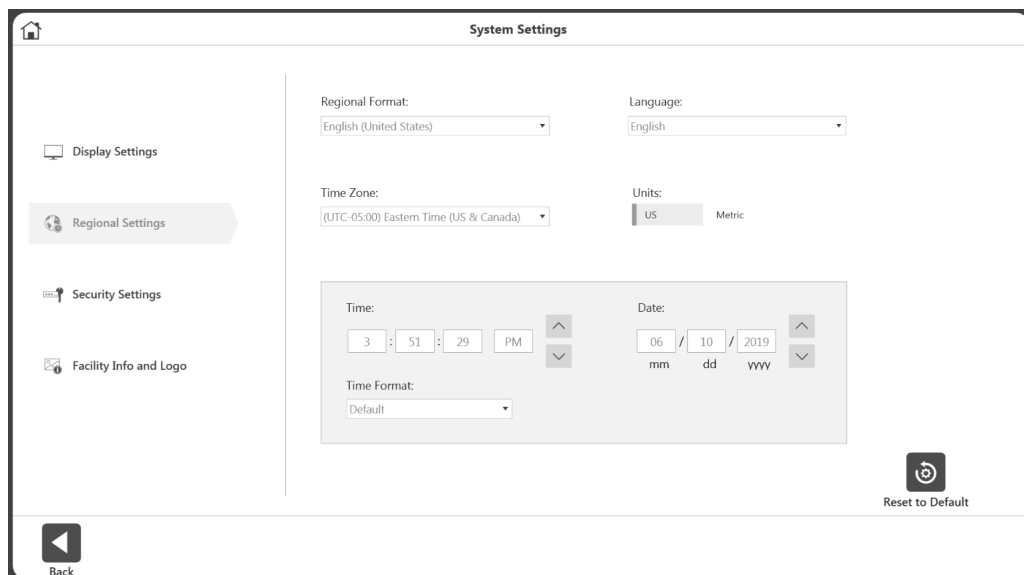 System Settings
Display Settings
Regional Settings
Security Settings
Facility Info and Logo
Regional Format:
English (United States)
Language:
English
Time Zone:
(UTC-05:00) Eastern Time (US & Canada)
Units:
US Metric
Time:
3 : 51 : 29 PM
Time Format:
Default
Date:
06 / 10 / 2019
mm dd yyyy
Reset to Default
Back